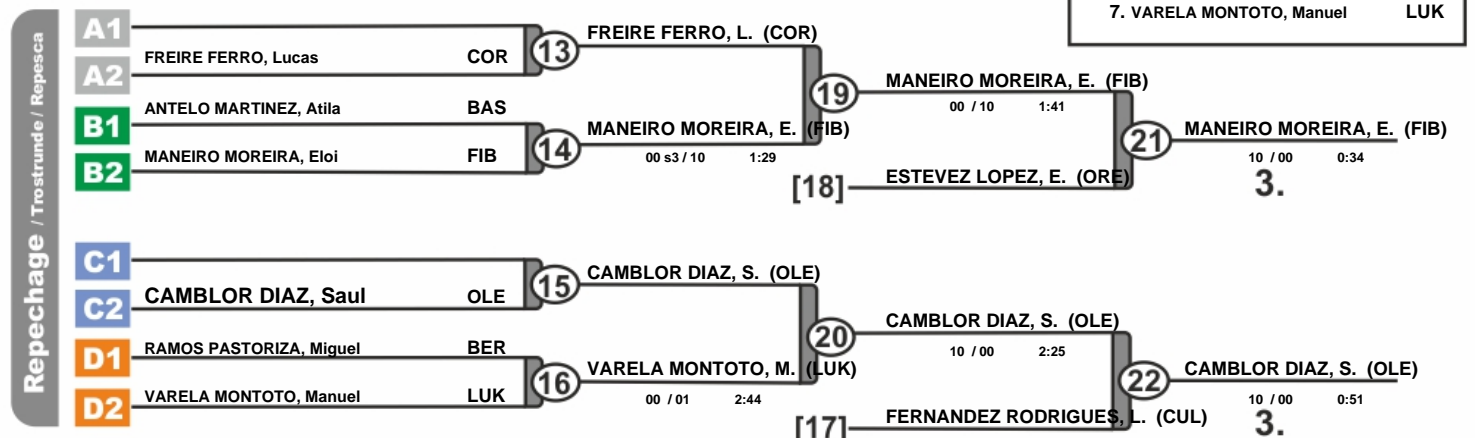 7. VARELA MONTOTO, Manuel LUK
Repechage / Trostrunde / Repesca
A1
FREIRE FERRO, L. (COR)
13
FREIRE FERRO, Lucas COR
A2
MANEIRO MOREIRA, E. (FIB)
19
00 / 10 1:41
ANTELO MARTINEZ, Atila BAS
B1
MANEIRO MOREIRA, E. (FIB)
14
00 s3 / 10 1:29
MANEIRO MOREIRA, Eloi FIB
B2
21
MANEIRO MOREIRA, E. (FIB)
10 / 00 0:34
3.
[18] ESTEVEZ LOPEZ, E. (ORE)
C1
CAMBLOR DIAZ, S. (OLE)
15
CAMBLOR DIAZ, Saul OLE
C2
CAMBLOR DIAZ, S. (OLE)
20
10 / 00 2:25
RAMOS PASTORIZA, Miguel BER
D1
VARELA MONTOTO, M. (LUK)
16
00 / 01 2:44
VARELA MONTOTO, Manuel LUK
D2
22
CAMBLOR DIAZ, S. (OLE)
10 / 00 0:51
3.
[17] FERNANDEZ RODRIGUES, L. (CUL)